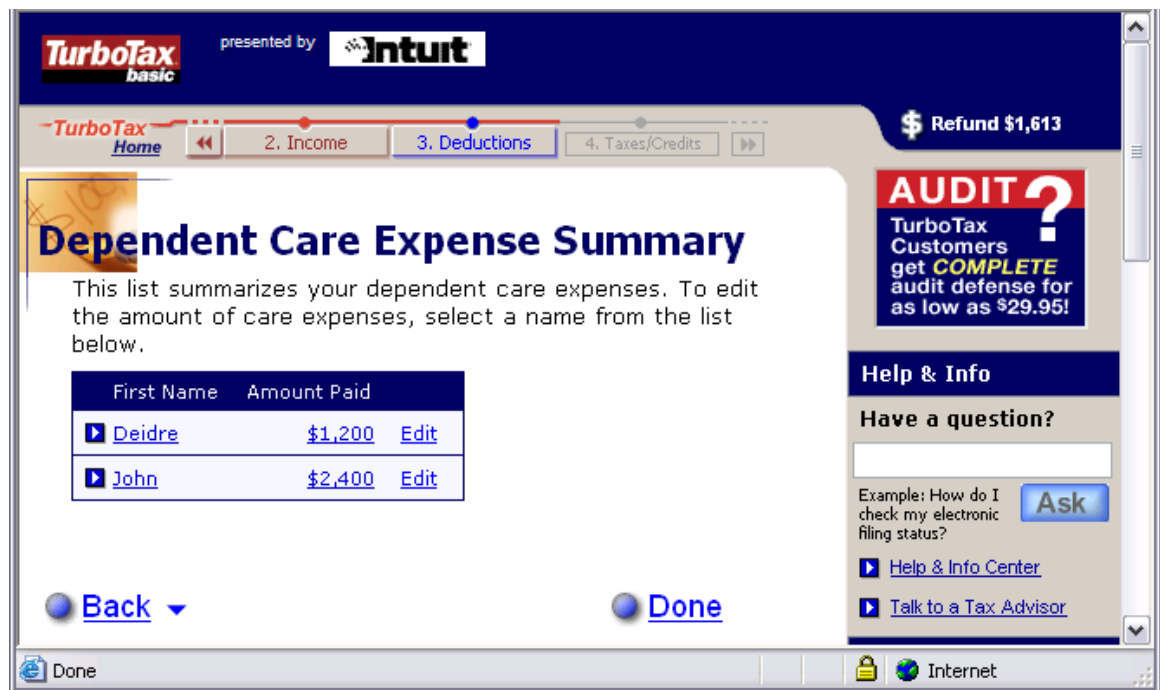 TurboTax
basic
presented by
Intuit
TurboTax
Home
2. Income
3. Deductions
4. Taxes/Credits
Refund $1,613
$100
Dependent Care Expense Summary
This list summarizes your dependent care expenses. To edit
the amount of care expenses, select a name from the list
below.
First Name Amount Paid
Deidre $1,200 Edit
John $2,400 Edit
Back
Done
AUDIT?
TurboTax
Customers
get COMPLETE
audit defense for
as low as $29.95!
Help & Info
Have a question?
Example: How do I
check my electronic
filing status?
Ask
Help & Info Center
Talk to a Tax Advisor
Done
Internet